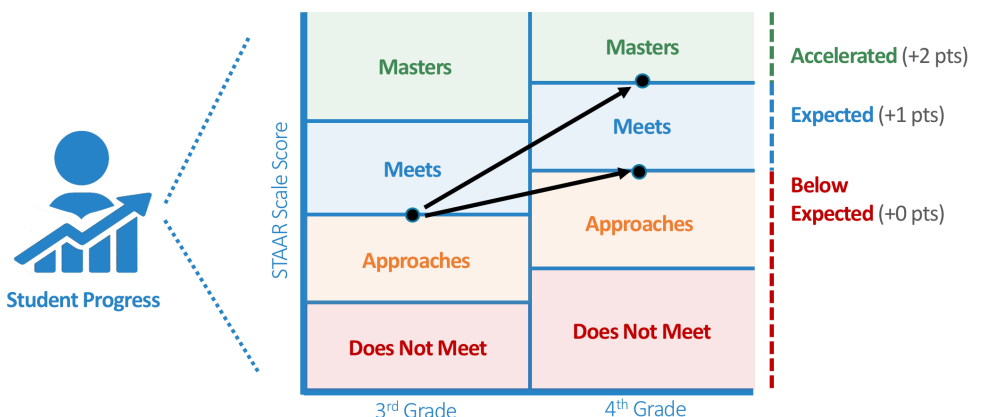 Masters
Meets
Approaches
Does Not Meet
Masters
Meets
Approaches
Does Not Meet
Accelerated (+2 pts)
Expected (+1 pts)
Below
Expected (+0 pts)
STAAR Scale Score
3rd Grade
4th Grade
Student Progress